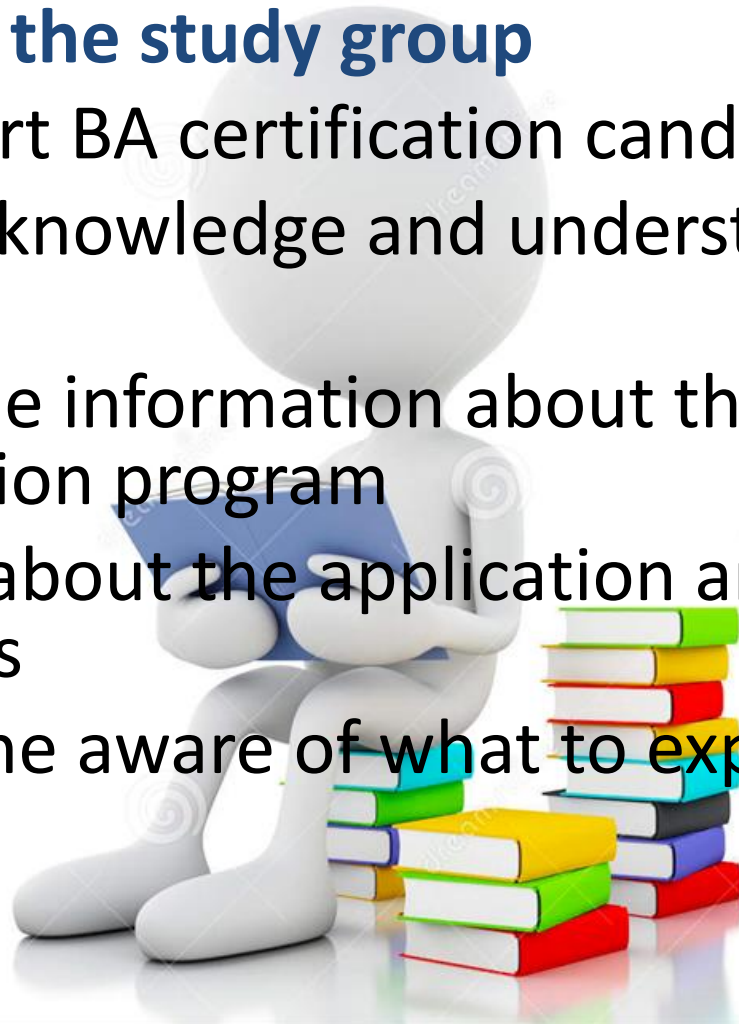 the study group
rt BA certification cand
knowledge and underst
e information about th
ion program
about the application a
s
ne aware of what to exp